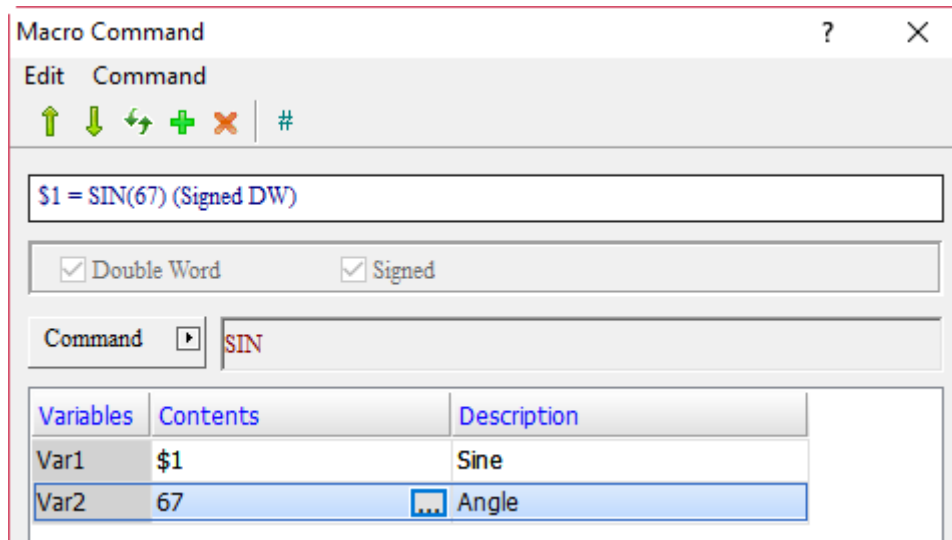 Macro Command ?
Edit Command
#
$1 = SIN(67) (Signed DW)
Double Word Signed
Command SIN
Variables Contents Description
Var1 $1 Sine
Var2 67 ... Angle